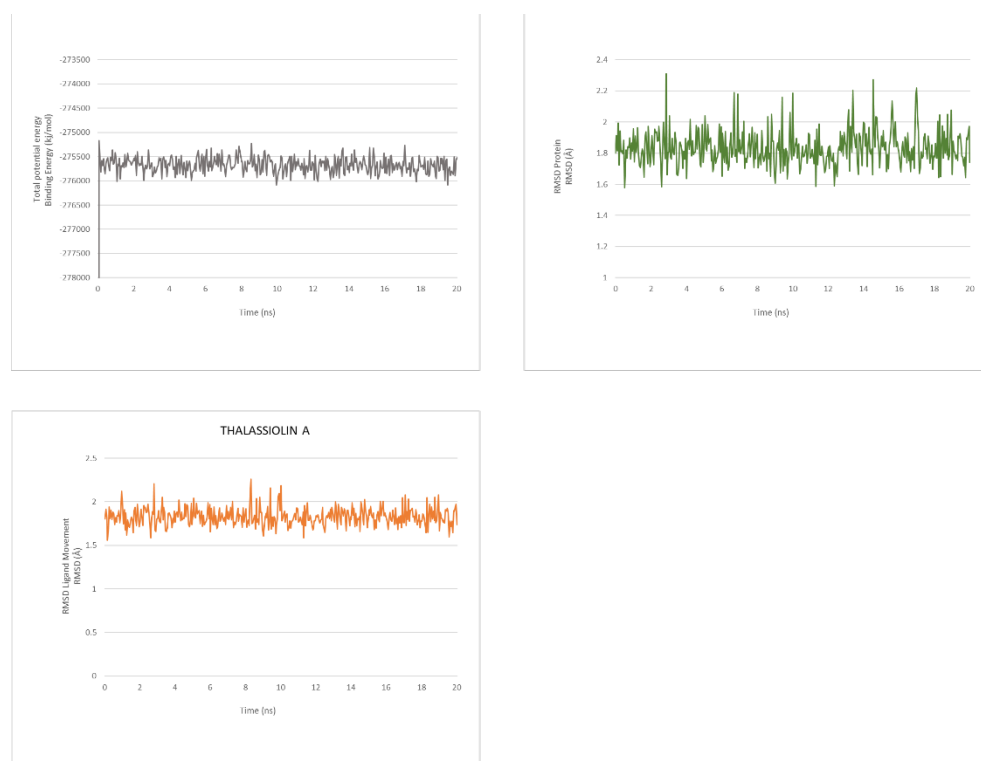 Total potential energy
Binding Energy (kj/mol)
-273500
-274000
-274500
-275000
-275500
-276000
-276500
-277000
-277500
-278000
0 2 4 6 8 10 12 14 16 18 20
Time (ns)
RMSD Protein
RMSD (Å)
2.4
2.2
2
1.8
1.6
1.4
1.2
1
0 2 4 6 8 10 12 14 16 18 20
Time (ns)
THALASSIOLIN A
RMSD Ligand Movement
RMSD (Å)
2.5
2
1.5
1
0.5
0
0 2 4 6 8 10 12 14 16 18 20
Time (ns)